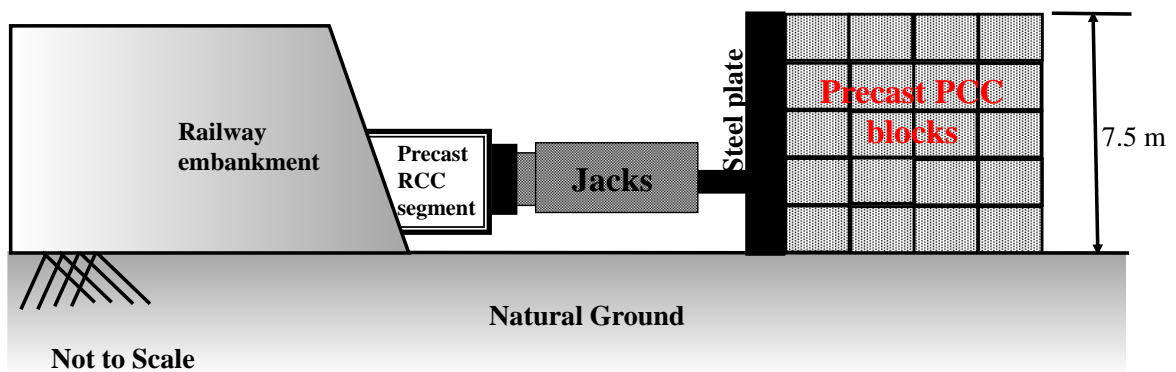 Railway
embankment
Precast
RCC
segment
Jacks
Steel plate
Precast PCC
blocks
7.5 m
Natural Ground
Not to Scale